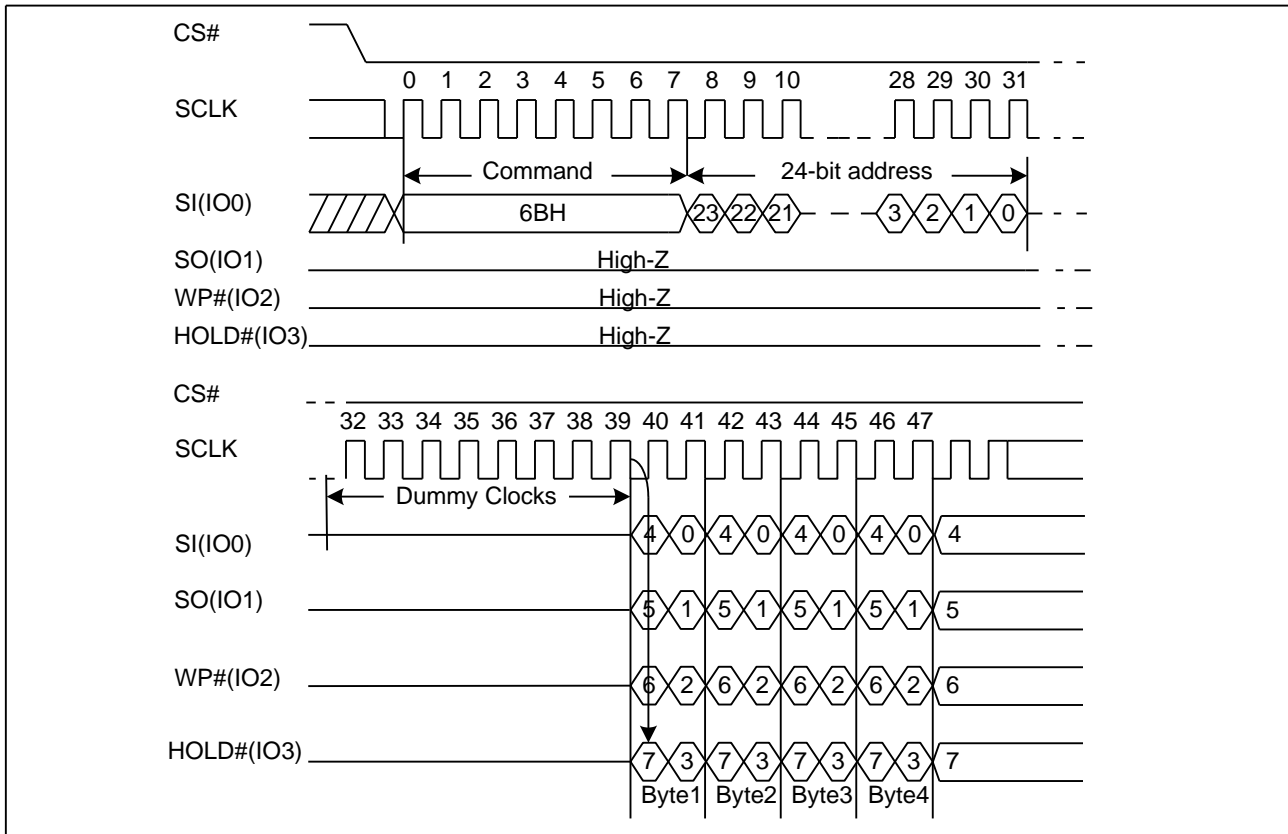 CS#
0 1 2 3 4 5 6 7 8 9 10 28 29 30 31
SCLK
Command 24-bit address
SI(IO0) 6BH 23 22 21 3 2 1 0
SO(IO1) High-Z
WP#(IO2) High-Z
HOLD#(IO3) High-Z
CS#
32 33 34 35 36 37 38 39 40 41 42 43 44 45 46 47
SCLK
Dummy Clocks
SI(IO0) 4 0 4 0 4 0 4 0 4
SO(IO1) 5 1 5 1 5 1 5 1 5
WP#(IO2) 6 2 6 2 6 2 6 2 6
HOLD#(IO3) 7 3 7 3 7 3 7 3 7
Byte1 Byte2 Byte3 Byte4